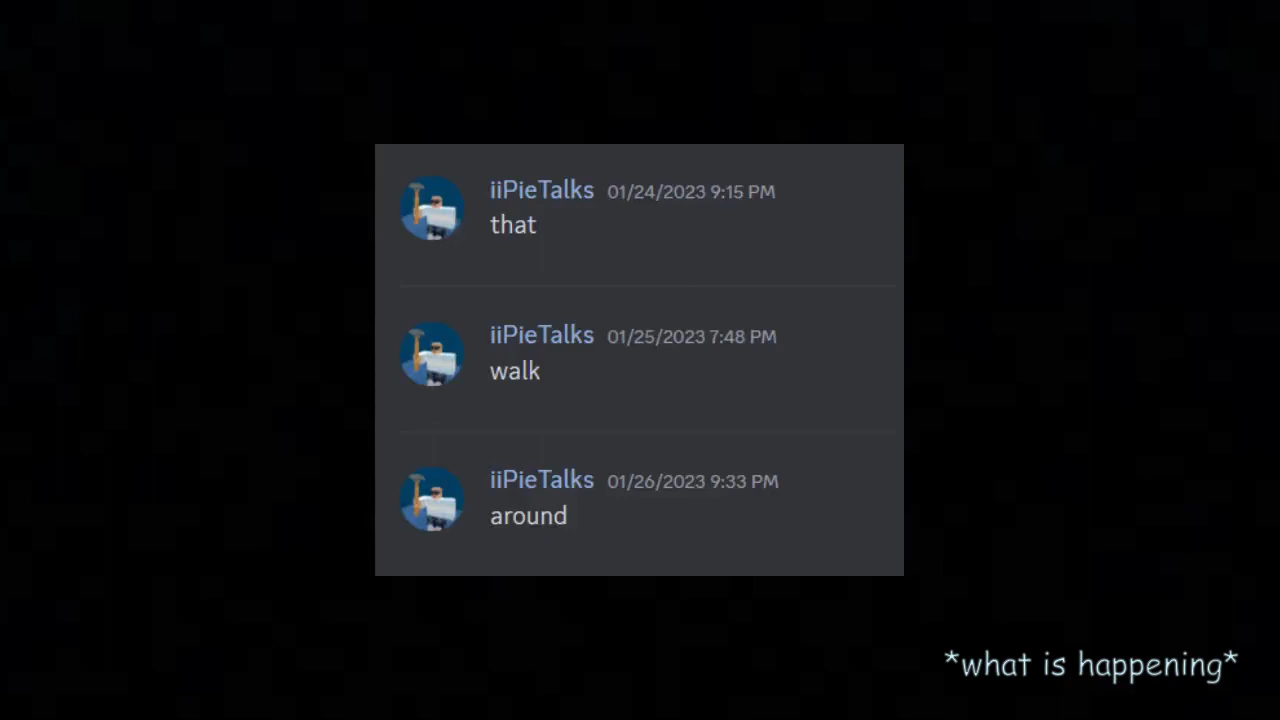 iiPieTalks 01/24/2023 9:15 PM
that
iiPieTalks 01/25/2023 7:48 PM
walk
iiPieTalks 01/26/2023 9:33 PM
around
*what is happening*